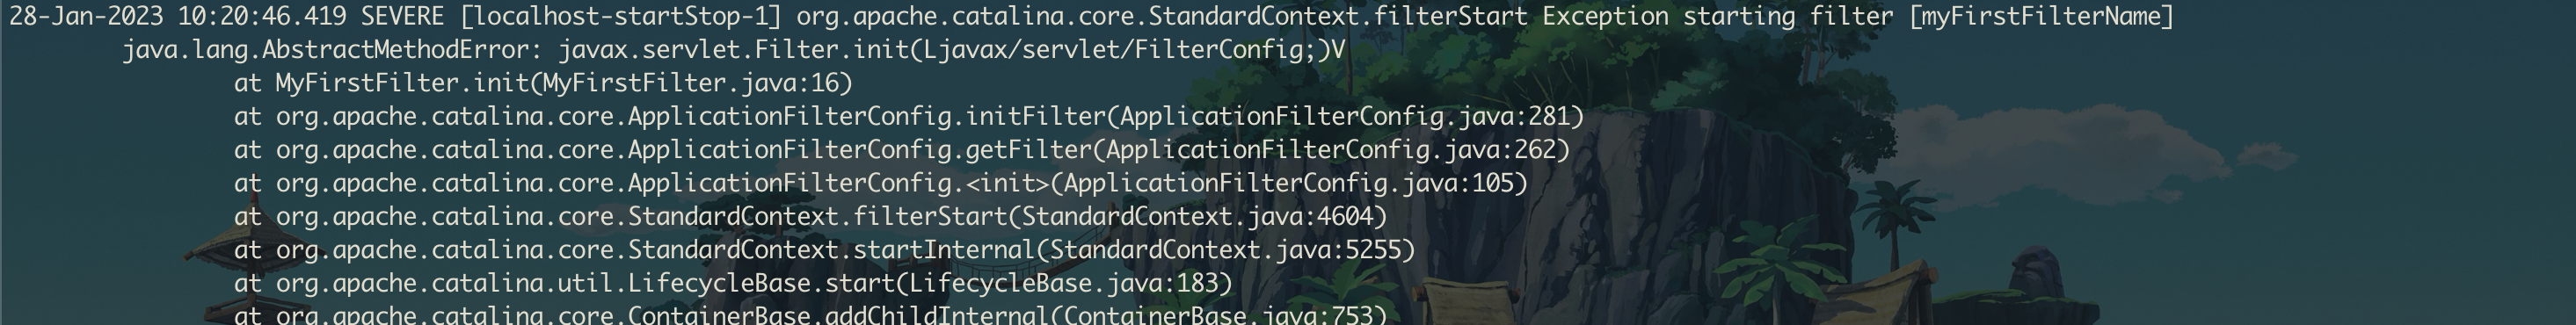 28-Jan-2023 10:20:46.419 SEVERE [localhost-startStop-1] org.apache.catalina.core.StandardContext.filterStart Exception starting filter [myFirstFilterName]
java.lang.AbstractMethodError: javax.servlet.Filter.init(Ljavax/servlet/FilterConfig;)V
at MyFirstFilter.init(MyFirstFilter.java:16)
at org.apache.catalina.core.ApplicationFilterConfig.initFilter(ApplicationFilterConfig.java:281)
at org.apache.catalina.core.ApplicationFilterConfig.getFilter(ApplicationFilterConfig.java:262)
at org.apache.catalina.core.ApplicationFilterConfig.<init>(ApplicationFilterConfig.java:105)
at org.apache.catalina.core.StandardContext.filterStart(StandardContext.java:4604)
at org.apache.catalina.core.StandardContext.startInternal(StandardContext.java:5255)
at org.apache.catalina.util.LifecycleBase.start(LifecycleBase.java:183)
at org.apache.catalina.core.ContainerBase.addChildInternal(ContainerBase.java:753)